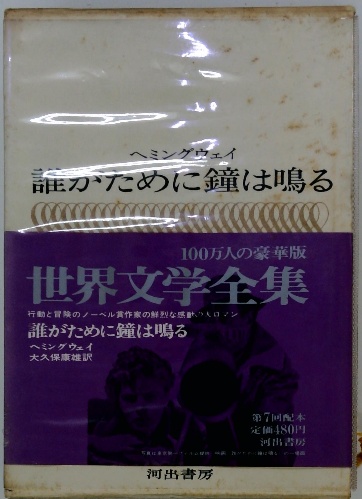 ヘミングウェイ
誰がために鐘は鳴る
100万人の豪華版
世界文学全集
行動と冒険のノーベル賞作家の鮮烈な感動の大ロマン
誰がために鐘は鳴る
ヘミングウェイ
大久保康雄訳
第7回配本
定価480円
河出書房
河出書房